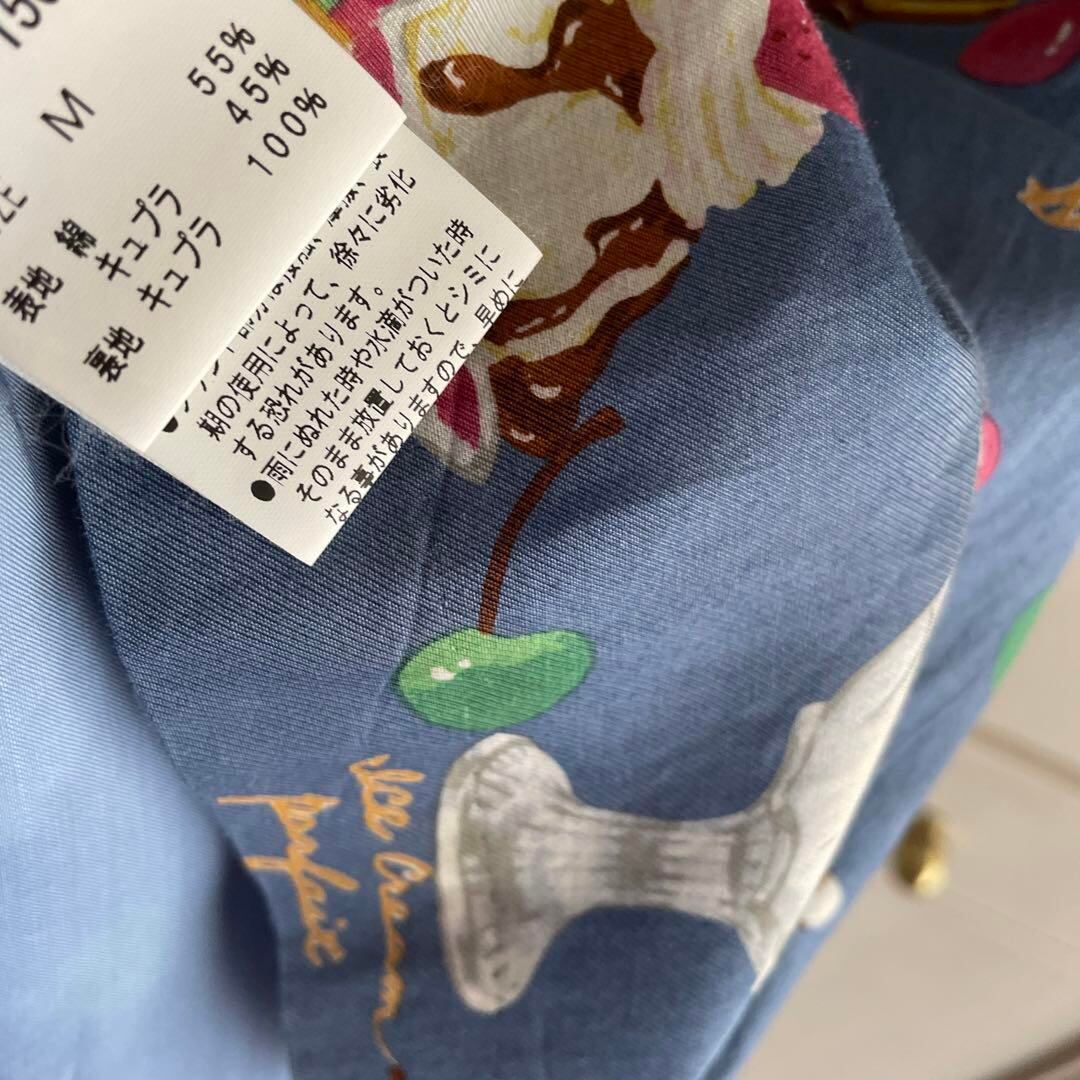 M
表地 綿 55%
キュプラ 45%
裏地 キュプラ 100%
期の使用によって、徐々に劣化
する恐れがあります。
●雨にぬれた時や水滴がついた時
そのまま放置しておくとシミに
なる事がありますので、早めに
Ice Cream
parfait